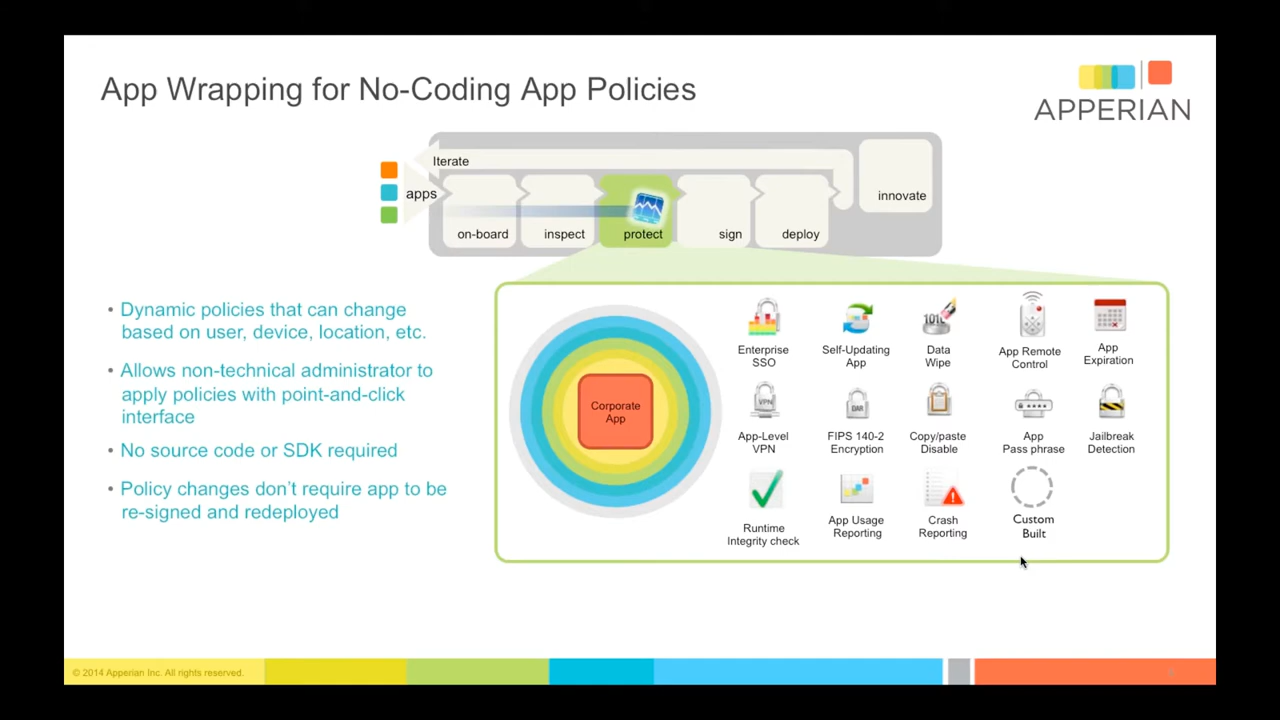 App Wrapping for No-Coding App Policies
APPERIAN
Iterate
apps
innovate
on-board
inspect
protect
sign
deploy
• Dynamic policies that can change
based on user, device, location, etc.
• Allows non-technical administrator to
apply policies with point-and-click
interface
• No source code or SDK required
• Policy changes don’t require app to be
re-signed and redeployed
Corporate
App
Enterprise
SSO
Self-Updating
App
1010
Data
Wipe
App Remote
Control
App
Expiration
VPN
App-Level
VPN
DAR
FIPS 140-2
Encryption
Copy/paste
Disable
App
Pass phrase
Jailbreak
Detection
Runtime
Integrity check
App Usage
Reporting
Crash
Reporting
Custom
Built
© 2014 Apperian Inc. All rights reserved.